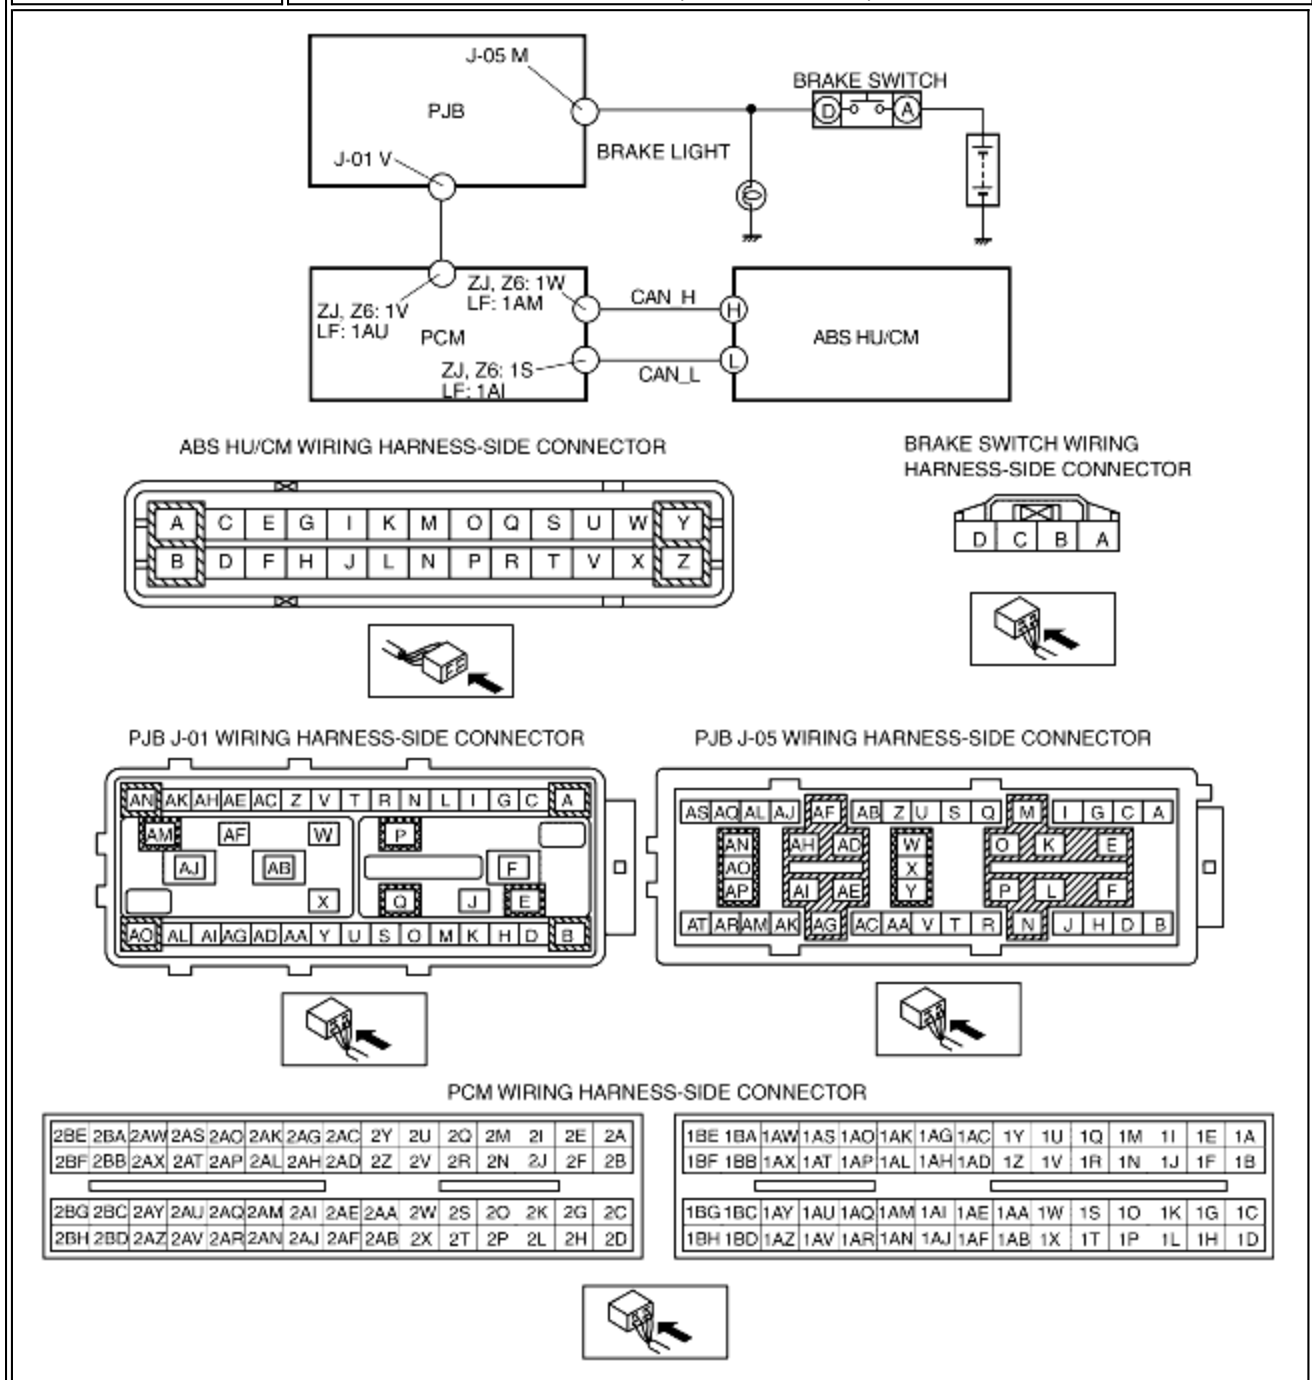 J-05 M
PJB
J-01 V
BRAKE SWITCH
D A
BRAKE LIGHT
ZJ, Z6: 1V
LF: 1AU
PCM
ZJ, Z6: 1W
LF: 1AM
ZJ, Z6: 1S
LF: 1AI
CAN_H
CAN_L
H
L
ABS HU/CM
ABS HU/CM WIRING HARNESS-SIDE CONNECTOR
A C E G I K M O Q S U W Y
B D F H J L N P R T V X Z
BRAKE SWITCH WIRING
HARNESS-SIDE CONNECTOR
D C B A
PJB J-01 WIRING HARNESS-SIDE CONNECTOR
AN AK AH AE AC Z V T R N L I G C A
AM AF W P
AJ AB F
X Q J E
AO AL AI AG AD AA Y U S O M K H D B
PJB J-05 WIRING HARNESS-SIDE CONNECTOR
AS AQ AL AJ AF AB Z U S Q M I G C A
AN AH AD W O K E
AO X
AP AI AE Y P L F
AT AR AM AK AG AC AA V T R N J H D B
PCM WIRING HARNESS-SIDE CONNECTOR
2BE 2BA 2AW 2AS 2AO 2AK 2AG 2AC 2Y 2U 2Q 2M 2I 2E 2A
2BF 2BB 2AX 2AT 2AP 2AL 2AH 2AD 2Z 2V 2R 2N 2J 2F 2B
2BG 2BC 2AY 2AU 2AQ 2AM 2AI 2AE 2AA 2W 2S 2O 2K 2G 2C
2BH 2BD 2AZ 2AV 2AR 2AN 2AJ 2AF 2AB 2X 2T 2P 2L 2H 2D
1BE 1BA 1AW 1AS 1AO 1AK 1AG 1AC 1Y 1U 1Q 1M 1I 1E 1A
1BF 1BB 1AX 1AT 1AP 1AL 1AH 1AD 1Z 1V 1R 1N 1J 1F 1B
1BG 1BC 1AY 1AU 1AQ 1AM 1AI 1AE 1AA 1W 1S 1O 1K 1G 1C
1BH 1BD 1AZ 1AV 1AR 1AN 1AJ 1AF 1AB 1X 1T 1P 1L 1H 1D